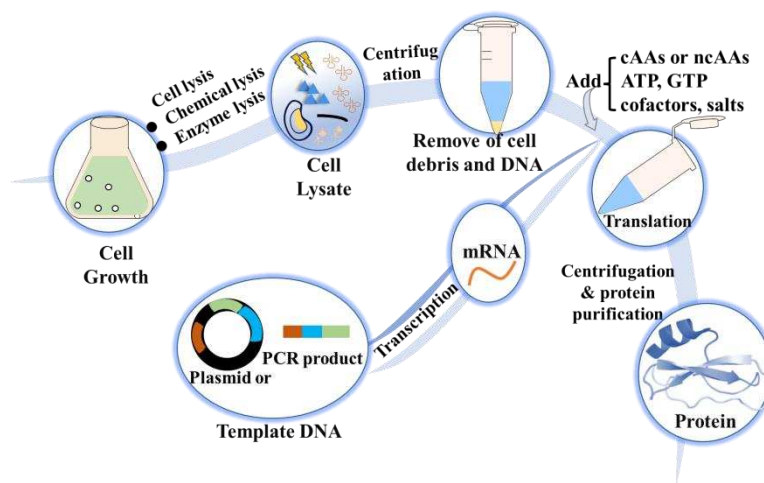 Cell lysis
Chemical lysis
Enzyme lysis
Cell
Growth
Cell
Lysate
Centrifug
ation
Remove of cell
debris and DNA
Add
cAAs or ncAAs
ATP, GTP
cofactors, salts
Translation
mRNA
Transcription
PCR product
Plasmid or
Template DNA
Centrifugation
& protein
purification
Protein